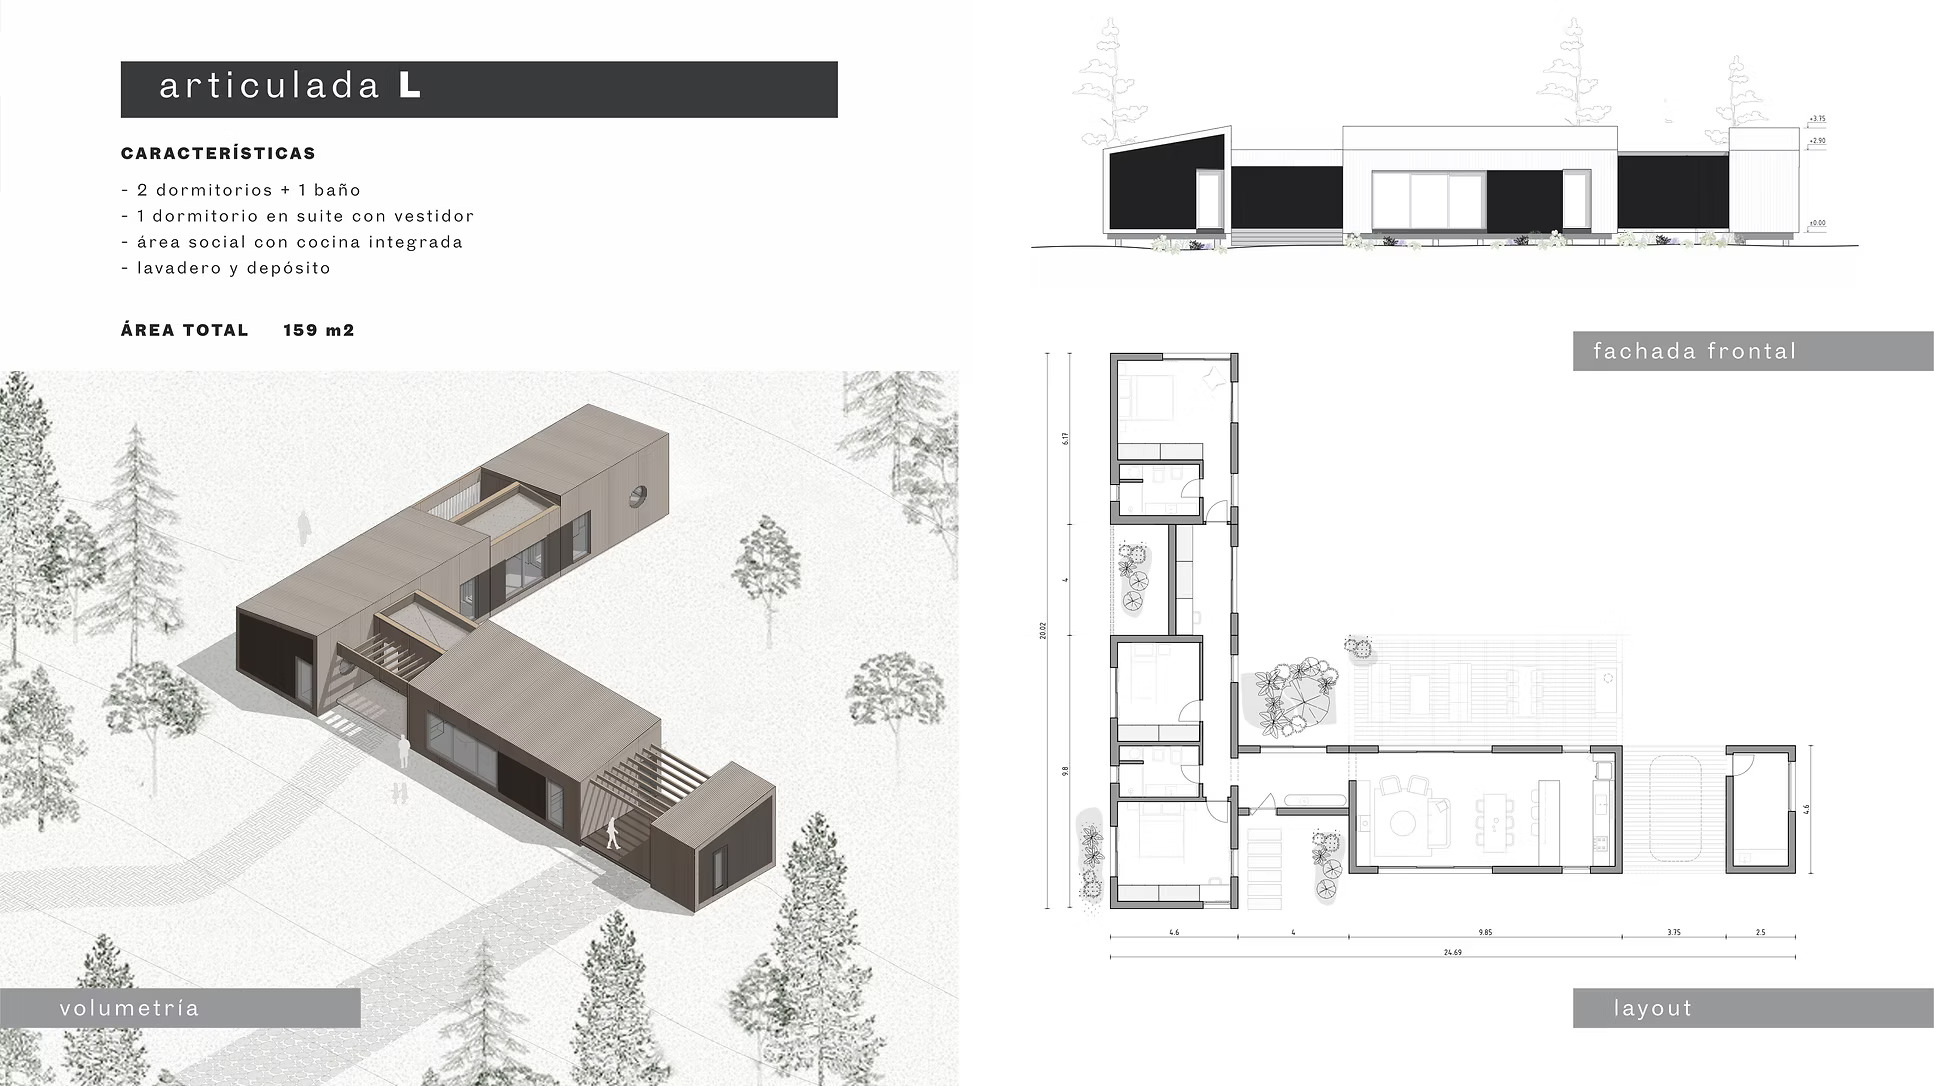 articulada L
CARACTERÍSTICAS
- 2 dormitorios + 1 baño
- 1 dormitorio en suite con vestidor
- área social con cocina integrada
- lavadero y depósito
ÁREA TOTAL 159 m2
volumetría
+3.75
+2.90
±0.00
fachada frontal
6.17
4
20.02
9.8
4.6
4.6
4
9.85
3.75
2.5
24.69
layout